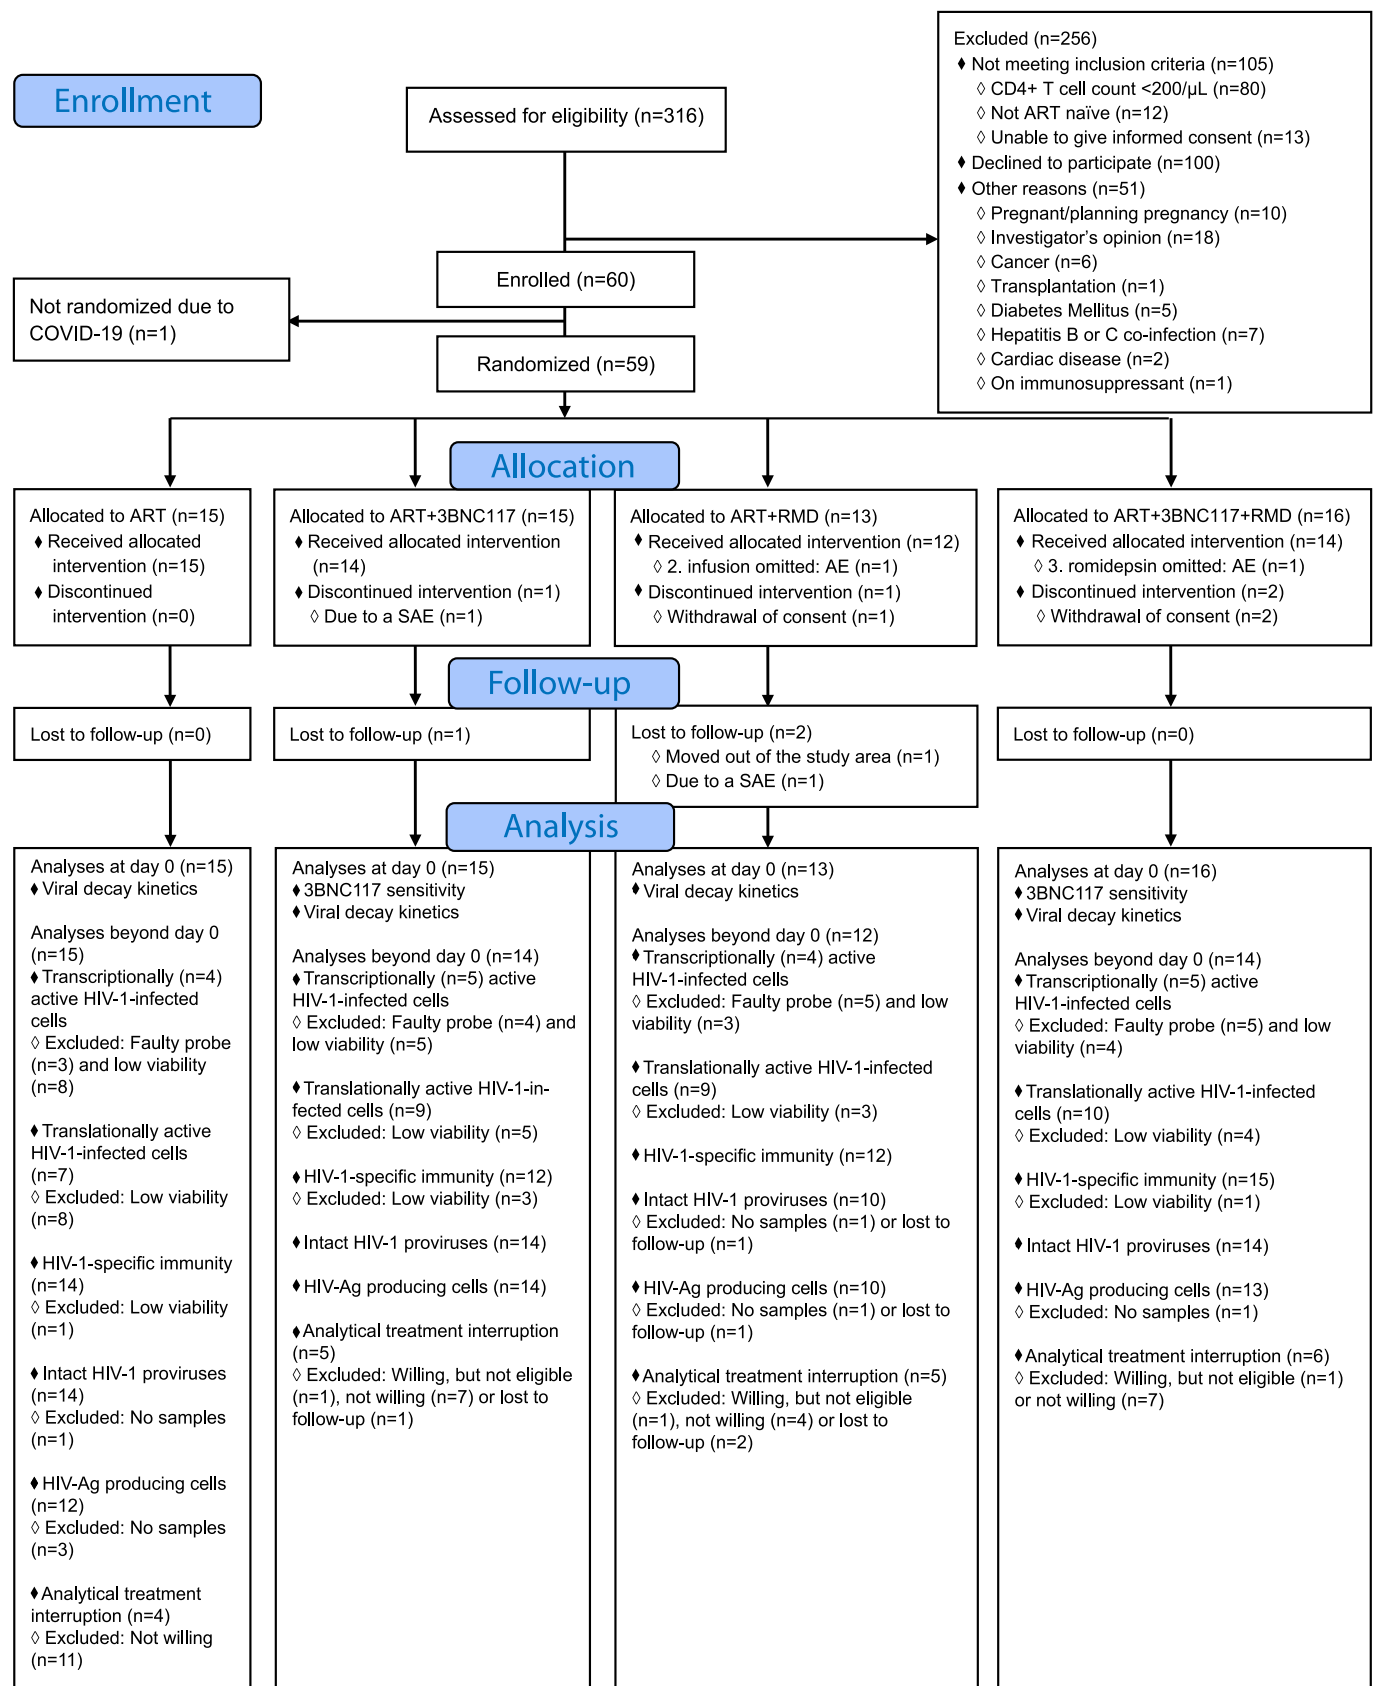 Enrollment
Assessed for eligibility (n=316)
Excluded (n=256)
♦ Not meeting inclusion criteria (n=105)
◊ CD4+ T cell count <200/µL (n=80)
◊ Not ART naïve (n=12)
◊ Unable to give informed consent (n=13)
♦ Declined to participate (n=100)
♦ Other reasons (n=51)
◊ Pregnant/planning pregnancy (n=10)
◊ Investigator's opinion (n=18)
◊ Cancer (n=6)
◊ Transplantation (n=1)
◊ Diabetes Mellitus (n=5)
◊ Hepatitis B or C co-infection (n=7)
◊ Cardiac disease (n=2)
◊ On immunosuppressant (n=1)
Enrolled (n=60)
Not randomized due to
COVID-19 (n=1)
Randomized (n=59)
Allocation
Allocated to ART (n=15)
♦ Received allocated
intervention (n=15)
♦ Discontinued
intervention (n=0)
Allocated to ART+3BNC117 (n=15)
♦ Received allocated intervention
(n=14)
♦ Discontinued intervention (n=1)
◊ Due to a SAE (n=1)
Allocated to ART+RMD (n=13)
♦ Received allocated intervention (n=12)
◊ 2. infusion omitted: AE (n=1)
♦ Discontinued intervention (n=1)
◊ Withdrawal of consent (n=1)
Allocated to ART+3BNC117+RMD (n=16)
♦ Received allocated intervention (n=14)
◊ 3. romidepsin omitted: AE (n=1)
♦ Discontinued intervention (n=2)
◊ Withdrawal of consent (n=2)
Follow-up
Lost to follow-up (n=0)
Lost to follow-up (n=1)
Lost to follow-up (n=2)
◊ Moved out of the study area (n=1)
◊ Due to a SAE (n=1)
Lost to follow-up (n=0)
Analysis
Analyses at day 0 (n=15)
♦ Viral decay kinetics
Analyses beyond day 0
(n=15)
♦ Transcriptionally (n=4)
active HIV-1-infected
cells
◊ Excluded: Faulty probe
(n=3) and low viability
(n=8)
♦ Translationally active
HIV-1-infected cells
(n=7)
◊ Excluded: Low viability
(n=8)
♦ HIV-1-specific immunity
(n=14)
◊ Excluded: Low viability
(n=1)
♦ Intact HIV-1 proviruses
(n=14)
◊ Excluded: No samples
(n=1)
♦ HIV-Ag producing cells
(n=12)
◊ Excluded: No samples
(n=3)
♦ Analytical treatment
interruption (n=4)
◊ Excluded: Not willing
(n=11)
Analyses at day 0 (n=15)
♦ 3BNC117 sensitivity
♦ Viral decay kinetics
Analyses beyond day 0 (n=14)
♦ Transcriptionally (n=5) active
HIV-1-infected cells
◊ Excluded: Faulty probe (n=4) and
low viability (n=5)
♦ Translationally active HIV-1-in-
fected cells (n=9)
◊ Excluded: Low viability (n=5)
♦ HIV-1-specific immunity (n=12)
◊ Excluded: Low viability (n=3)
♦ Intact HIV-1 proviruses (n=14)
♦ HIV-Ag producing cells (n=14)
♦ Analytical treatment interruption
(n=5)
◊ Excluded: Willing, but not eligible
(n=1), not willing (n=7) or lost to
follow-up (n=1)
Analyses at day 0 (n=13)
♦ Viral decay kinetics
Analyses beyond day 0 (n=12)
♦ Transcriptionally (n=4) active
HIV-1-infected cells
◊ Excluded: Faulty probe (n=5) and low
viability (n=3)
♦ Translationally active HIV-1-infected
cells (n=9)
◊ Excluded: Low viability (n=3)
♦ HIV-1-specific immunity (n=12)
♦ Intact HIV-1 proviruses (n=10)
◊ Excluded: No samples (n=1) or lost to
follow-up (n=1)
♦ HIV-Ag producing cells (n=10)
◊ Excluded: No samples (n=1) or lost to
follow-up (n=1)
♦ Analytical treatment interruption (n=5)
◊ Excluded: Willing, but not eligible
(n=1), not willing (n=4) or lost to
follow-up (n=2)
Analyses at day 0 (n=16)
♦ 3BNC117 sensitivity
♦ Viral decay kinetics
Analyses beyond day 0 (n=14)
♦ Transcriptionally (n=5) active
HIV-1-infected cells
◊ Excluded: Faulty probe (n=5) and low
viability (n=4)
♦ Translationally active HIV-1-infected
cells (n=10)
◊ Excluded: Low viability (n=4)
♦ HIV-1-specific immunity (n=15)
◊ Excluded: Low viability (n=1)
♦ Intact HIV-1 proviruses (n=14)
♦ HIV-Ag producing cells (n=13)
◊ Excluded: No samples (n=1)
♦ Analytical treatment interruption (n=6)
◊ Excluded: Willing, but not eligible (n=1)
or not willing (n=7)